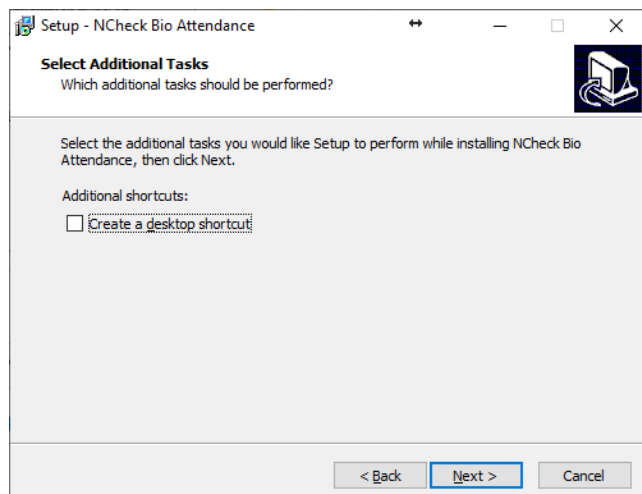 Setup - NCheck Bio Attendance
Select Additional Tasks
Which additional tasks should be performed?
Select the additional tasks you would like Setup to perform while installing NCheck Bio
Attendance, then click Next.
Additional shortcuts:
Create a desktop shortcut
< Back
Next >
Cancel